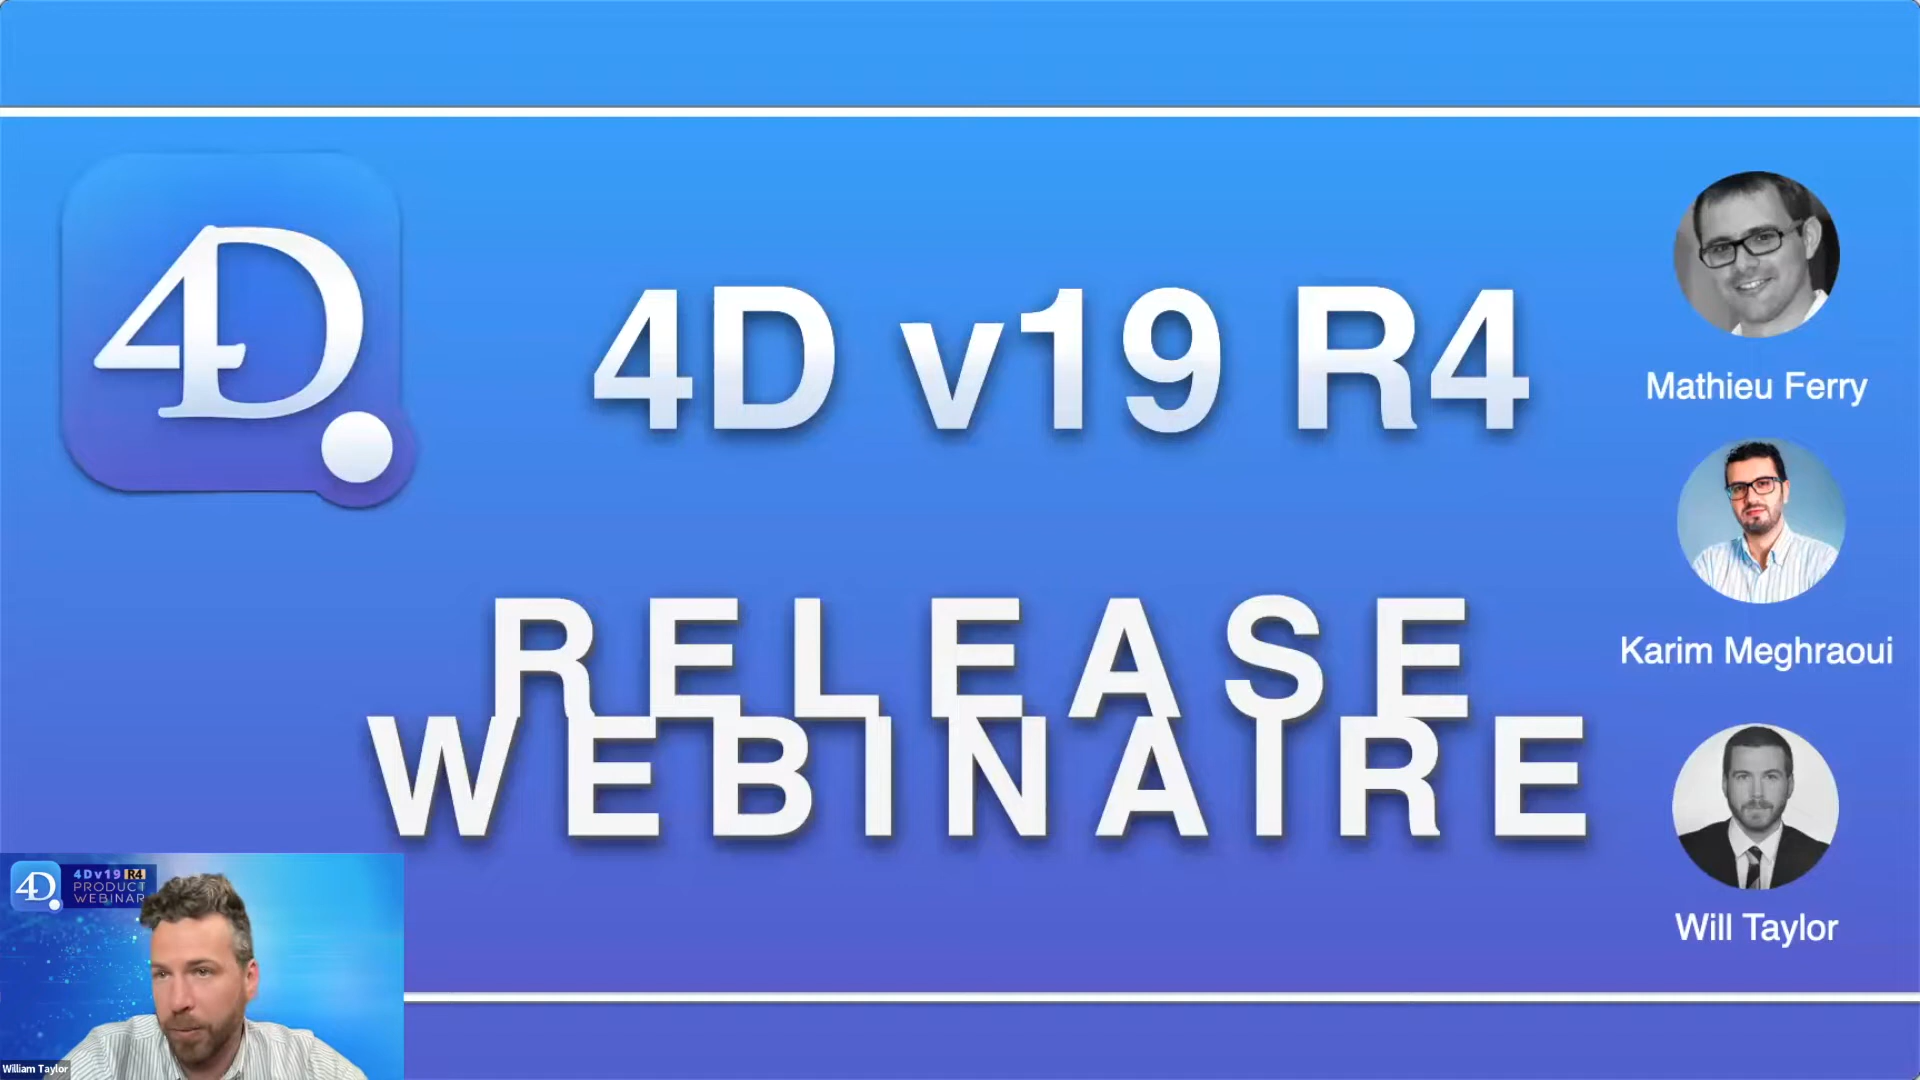 4D
4D v19 R4
RELEASE
WEBINAIRE
Mathieu Ferry
Karim Meghraoui
Will Taylor
4D
4Dv19 R4
PRODUCT
WEBINAR
William Taylor